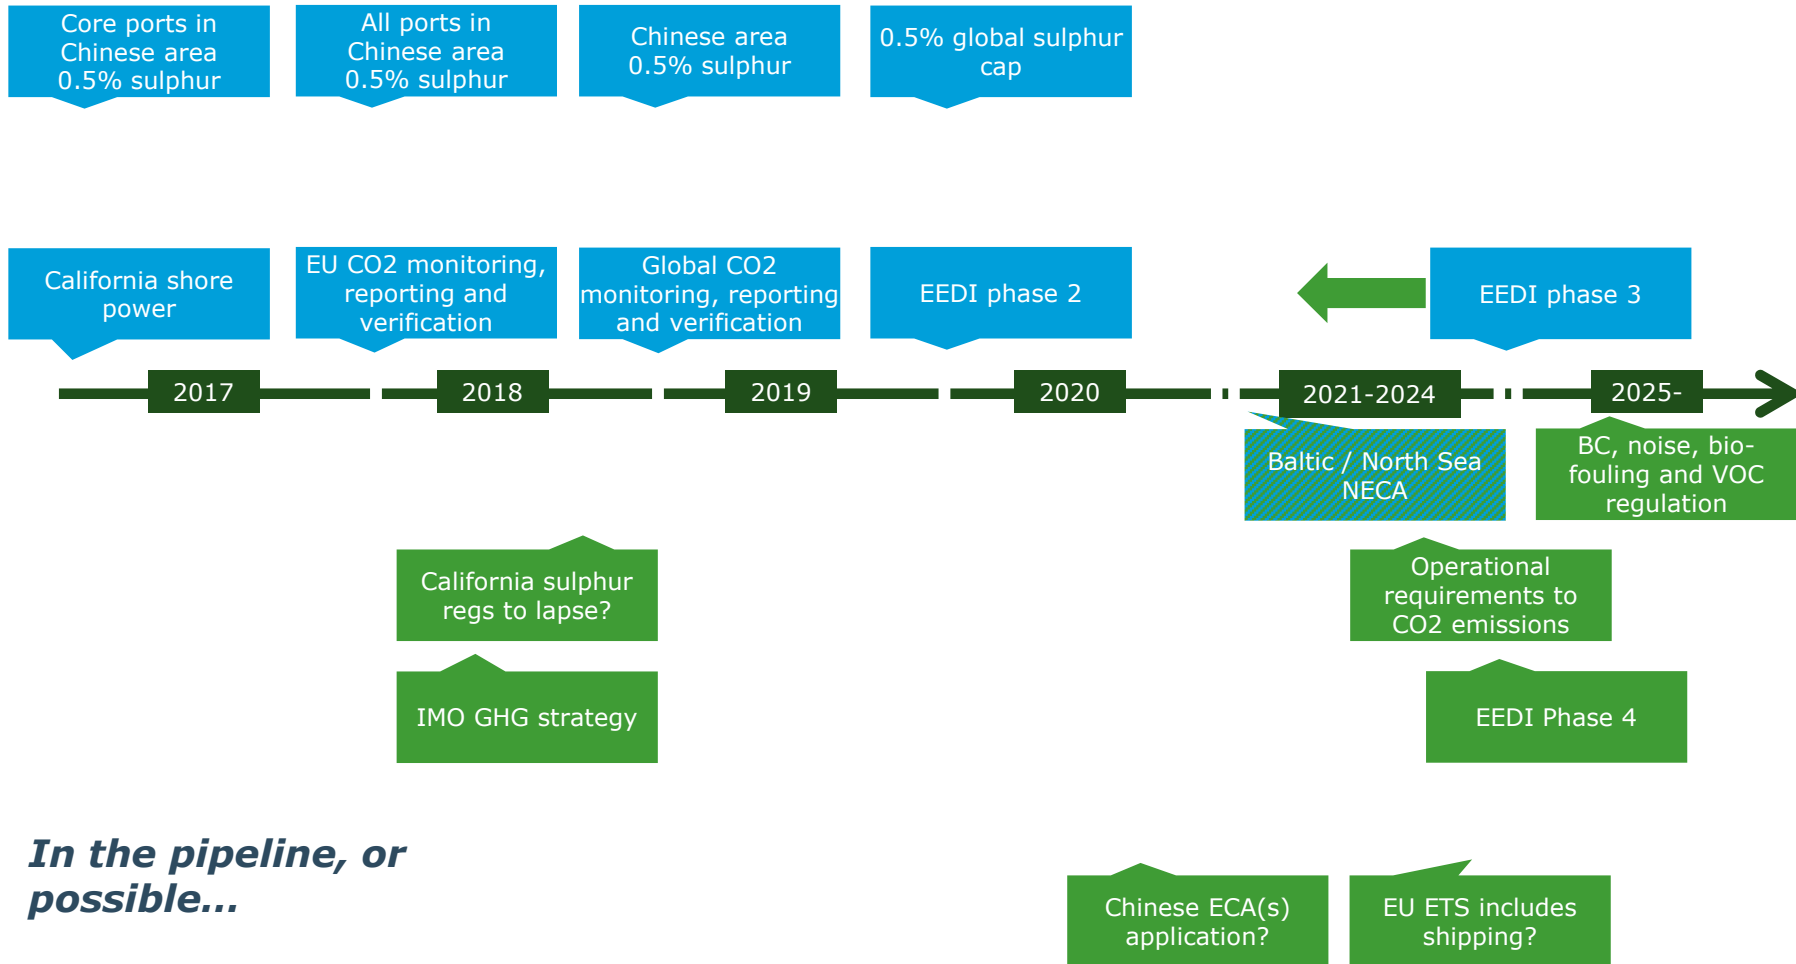 Core ports in
Chinese area
0.5% sulphur
All ports in
Chinese area
0.5% sulphur
Chinese area
0.5% sulphur
0.5% global sulphur
cap
California shore
power
EU CO2 monitoring,
reporting and
verification
Global CO2
monitoring, reporting
and verification
EEDI phase 2
EEDI phase 3
2017
2018
2019
2020
2021-2024
2025-
Baltic / North Sea
NECA
BC, noise, bio-
fouling and VOC
regulation
California sulphur
regs to lapse?
Operational
requirements to
CO2 emissions
IMO GHG strategy
EEDI Phase 4
In the pipeline, or
possible...
Chinese ECA(s)
application?
EU ETS includes
shipping?